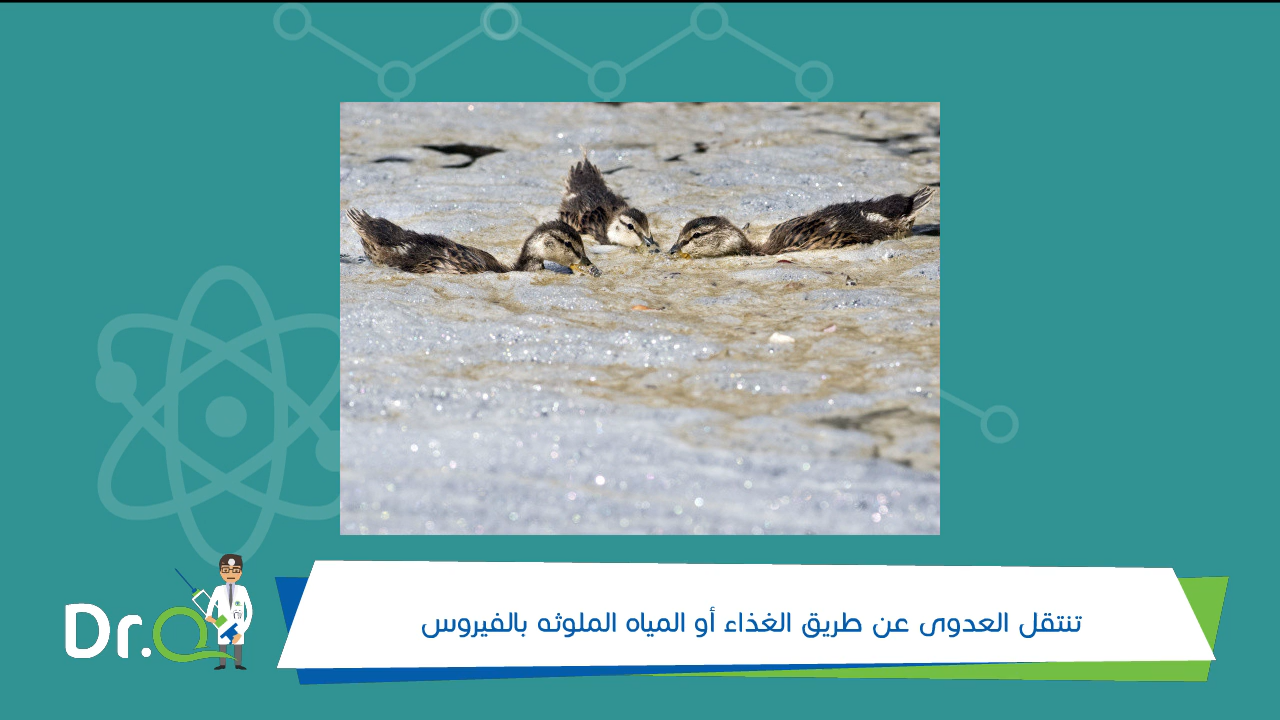 تنتقل العدوى عن طريق الغذاء أو المياه الملوثه بالفيروس
Dr.Q